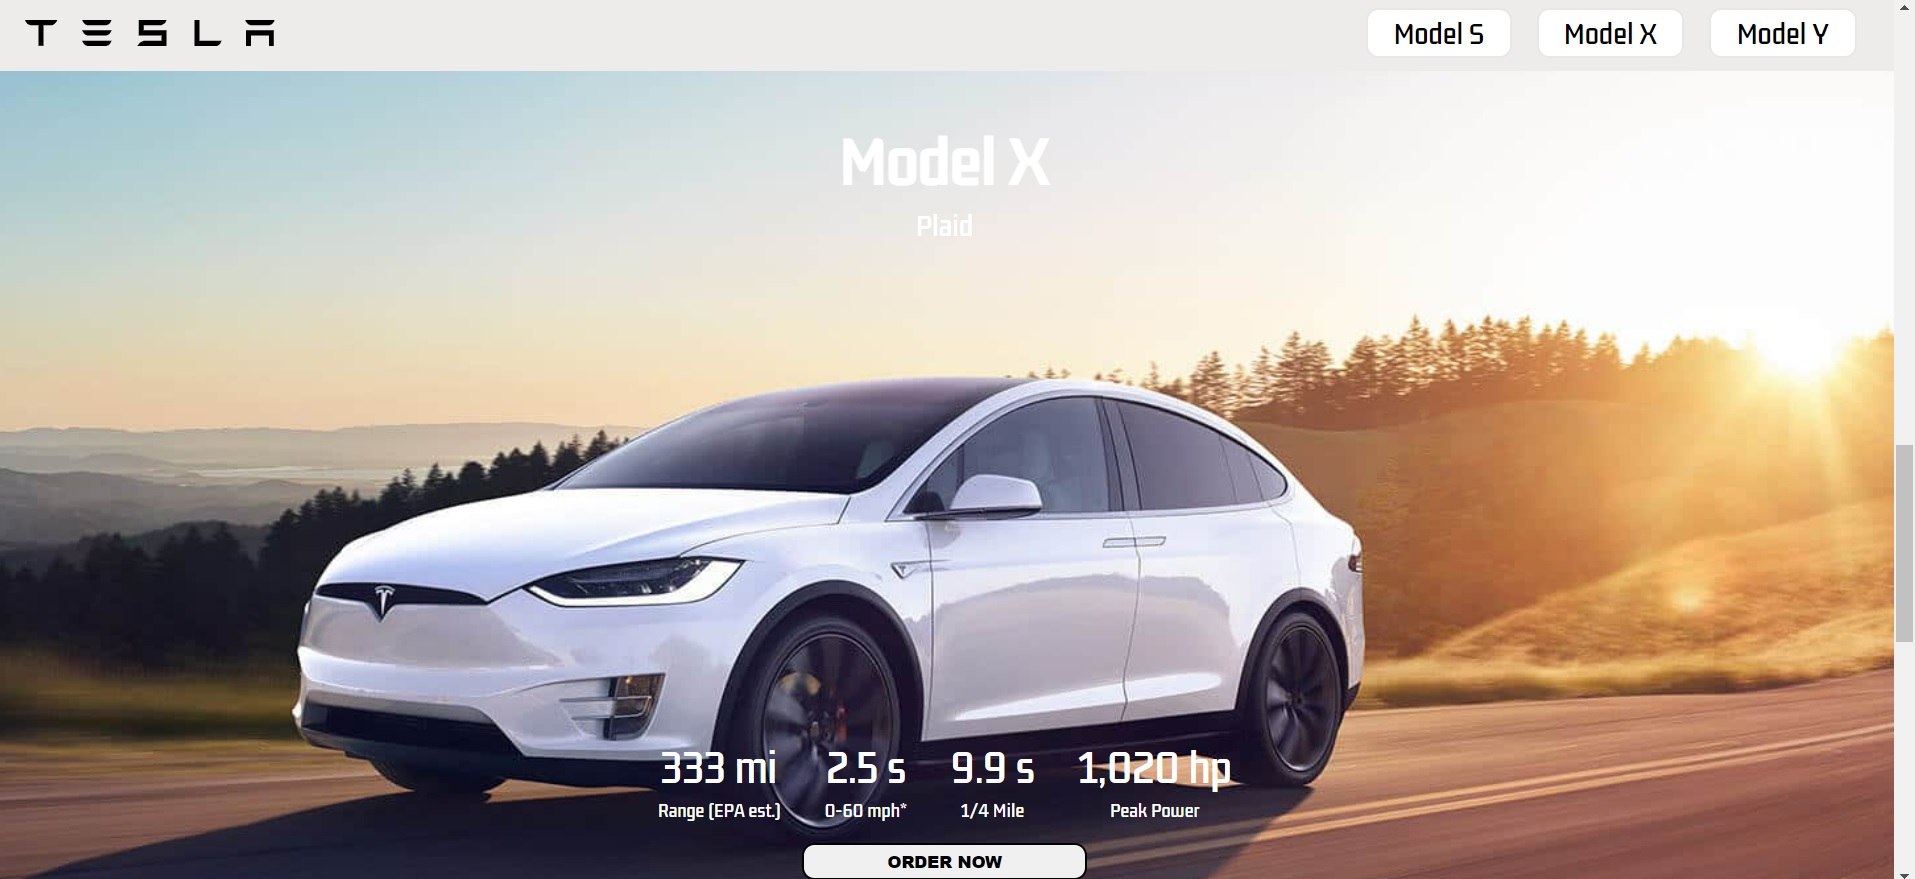 TESLA
Model S
Model X
Model Y
Model X
Plaid
333 mi
2.5 s
9.9 s
1,020 hp
Range (EPA est.)
0-60 mph*
1/4 Mile
Peak Power
ORDER NOW